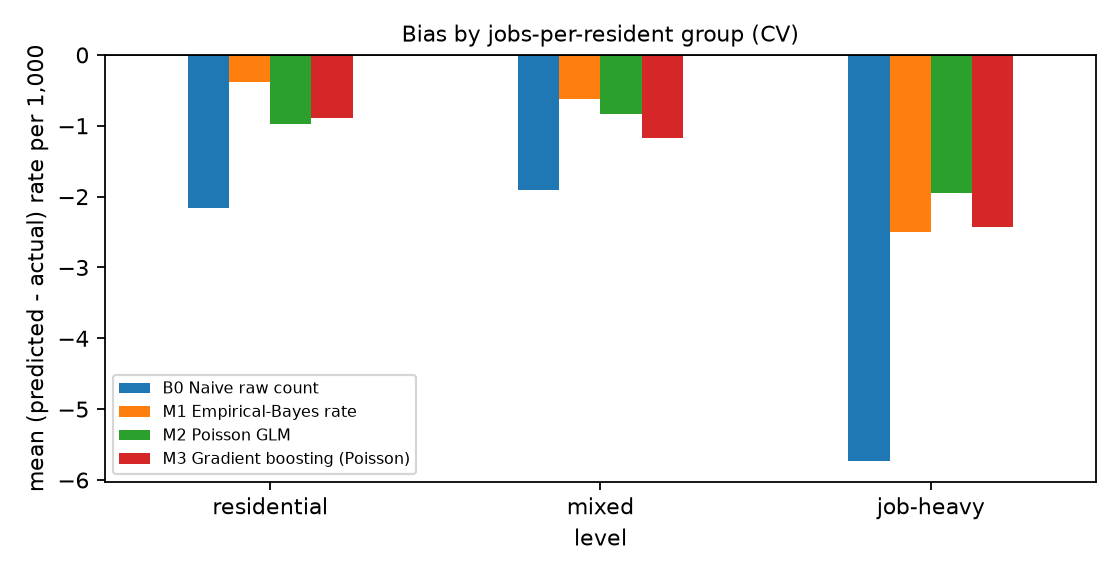 Bias by jobs-per-resident group (CV)
mean (predicted - actual) rate per 1,000
0
−1
−2
−3
−4
−5
−6
B0 Naive raw count
M1 Empirical-Bayes rate
M2 Poisson GLM
M3 Gradient boosting (Poisson)
residential
mixed
job-heavy
level